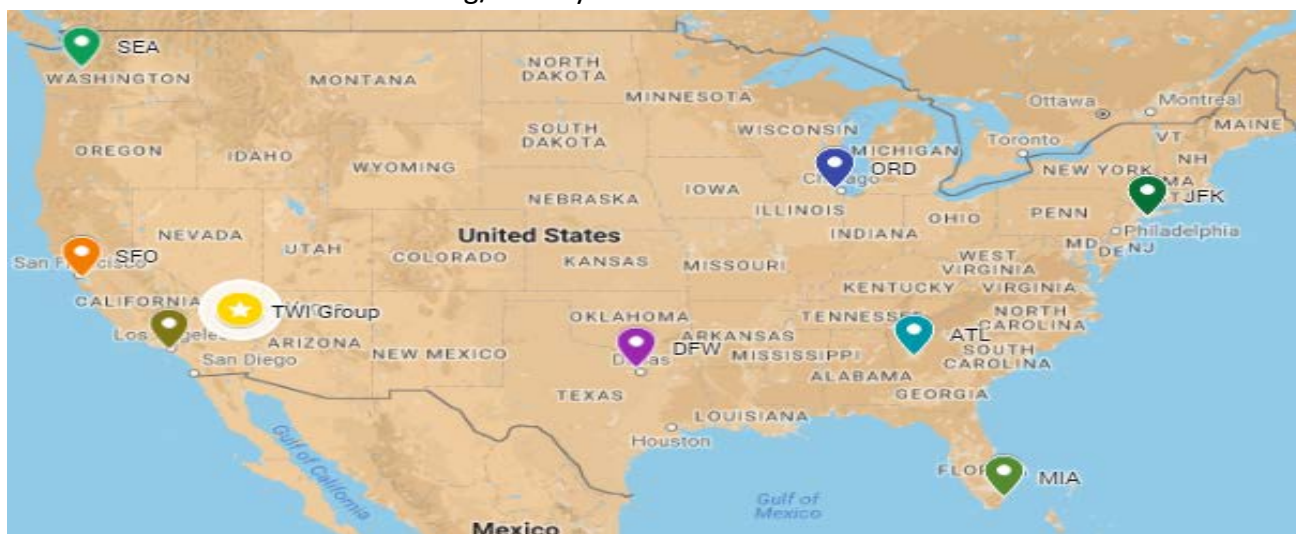 SEA
WASHINGTON
MONTANA
NORTH
DAKOTA
MINNESOTA
Ottawa
Montreal
MAINE
VT
NH
Toronto
OREGON
IDAHO
SOUTH
DAKOTA
WISCONSIN
MICHIGAN
WYOMING
ORD
NEW YORK
MA
JFK
IOWA
NEBRASKA
ILLINOIS
OHIO
PENN
Philadelphia
NEVADA
UTAH
United States
INDIANA
MD
DE
NJ
SFO
COLORADO
KANSAS
MISSOURI
WEST
VIRGINIA
KENTUCKY
VIRGINIA
CALIFORNIA
TWI Group
OKLAHOMA
TENNESSEE
NORTH
CAROLINA
ARIZONA
NEW MEXICO
DFW
ARKANSAS
ATL
SOUTH
CAROLINA
San Diego
MISSISSIPPI
ALABAMA
TEXAS
GEORGIA
LOUISIANA
Houston
Gulf of California
MIA
Gulf of
Mexico
Mexico